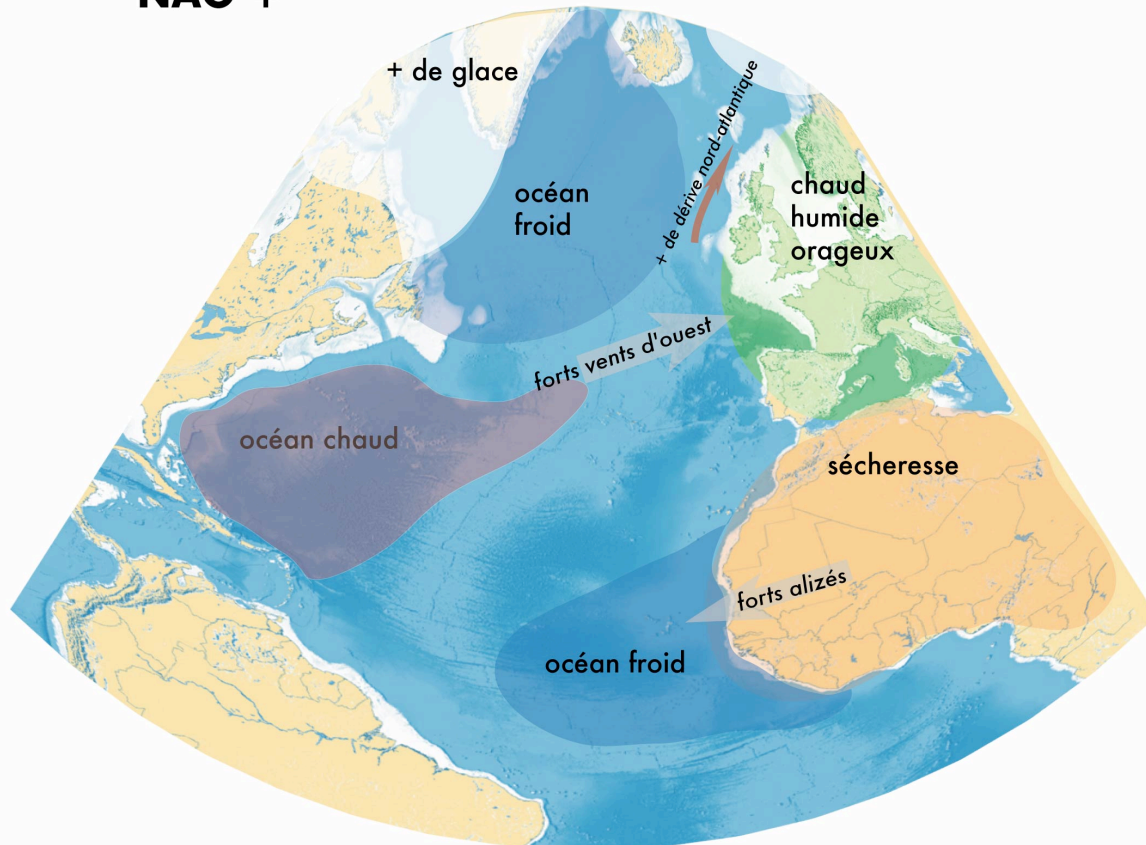 NAO +
+ de glace
+ de dérive nord-atlantique
océan
froid
chaud
humide
orageux
forts vents d'ouest
océan chaud
sécheresse
forts alizés
océan froid